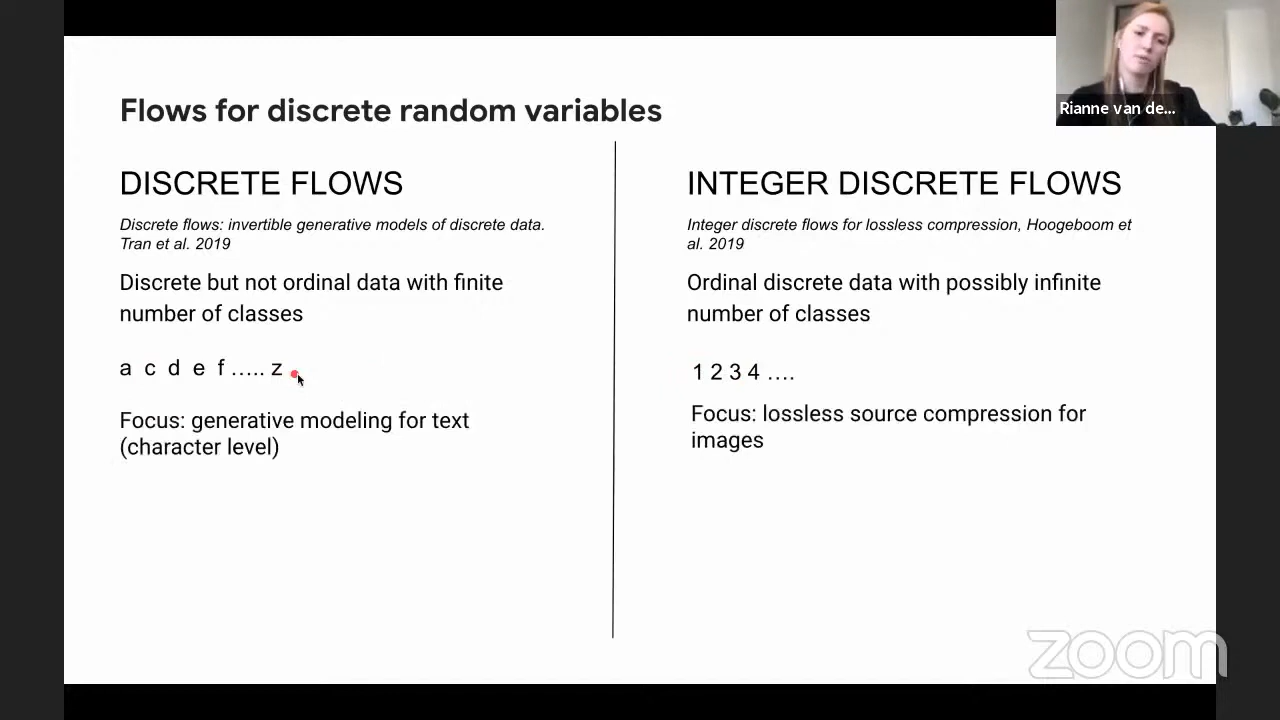 Flows for discrete random variables
Rianne van de...
DISCRETE FLOWS
Discrete flows: invertible generative models of discrete data.
Tran et al. 2019
Discrete but not ordinal data with finite
number of classes
a c d e f ..... z
Focus: generative modeling for text
(character level)
INTEGER DISCRETE FLOWS
Integer discrete flows for lossless compression, Hoogeboom et
al. 2019
Ordinal discrete data with possibly infinite
number of classes
1 2 3 4 ....
Focus: lossless source compression for
images
zoom